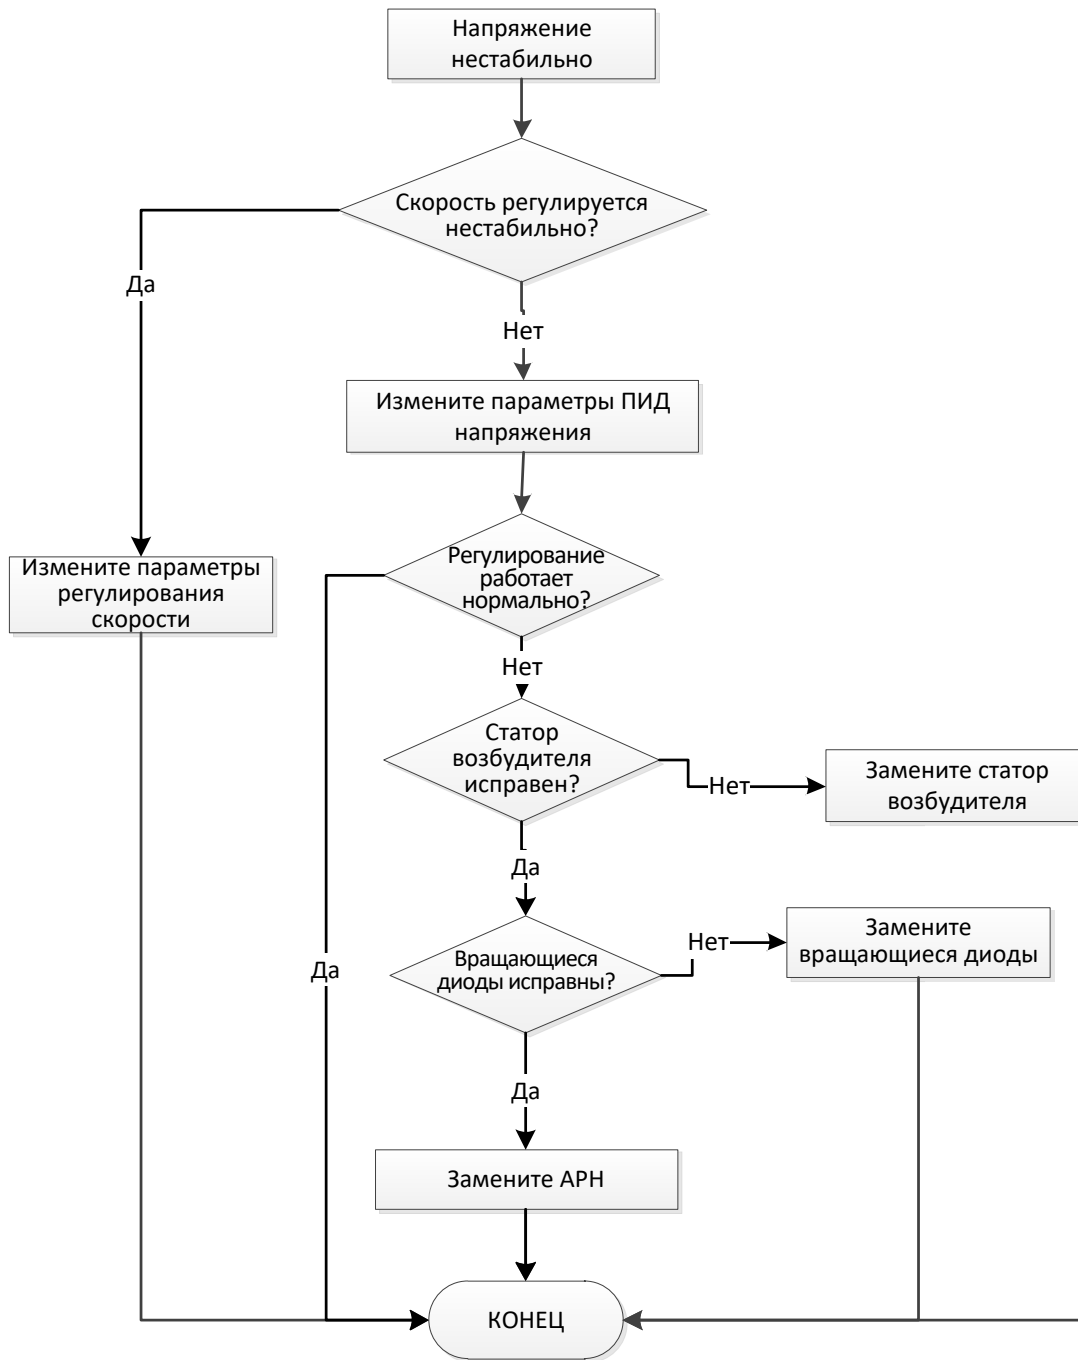 Напряжение
нестабильно
Скорость регулируется
нестабильно?
Да
Нет
Измените параметры ПИД
напряжения
Регулирование
работает
нормально?
Измените параметры
регулирования
скорости
Нет
Статор
возбудителя
исправен?
Нет
Замените статор
возбудителя
Да
Вращающиеся
диоды исправны?
Нет
Замените
вращающиеся диоды
Да
Да
Замените АРН
КОНЕЦ